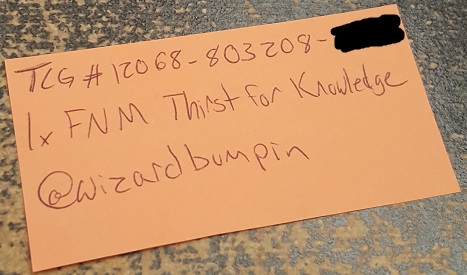 TCG #12068-803208-
1x FNM Thirst for Knowledge
@wizardbumpin